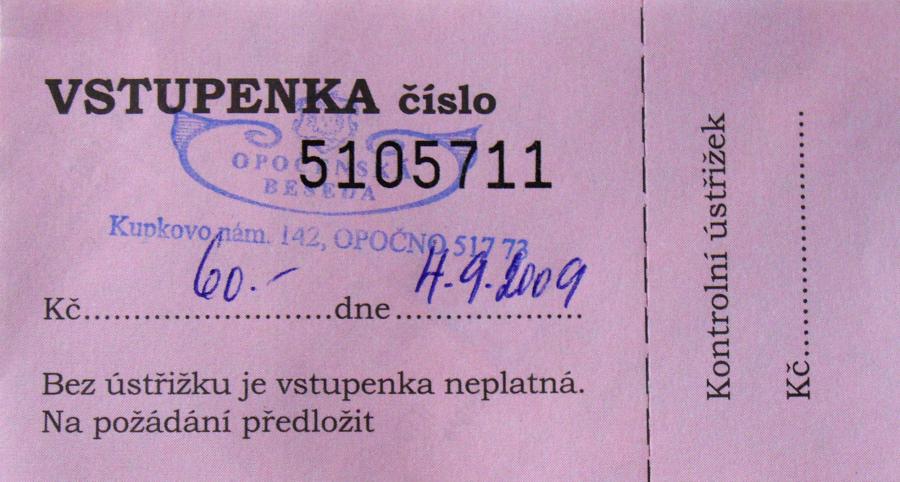 VSTUPENKA číslo
OPOČENSKÁ
BESEDA
5105711
Kupkovo nám. 142, OPOČNO 517 73
60.-
4.9.2009
Kč.........................dne...................
Bez ústřižku je vstupenka neplatná.
Na požádání předložit
Kontrolní ústřižek
Kč.........................